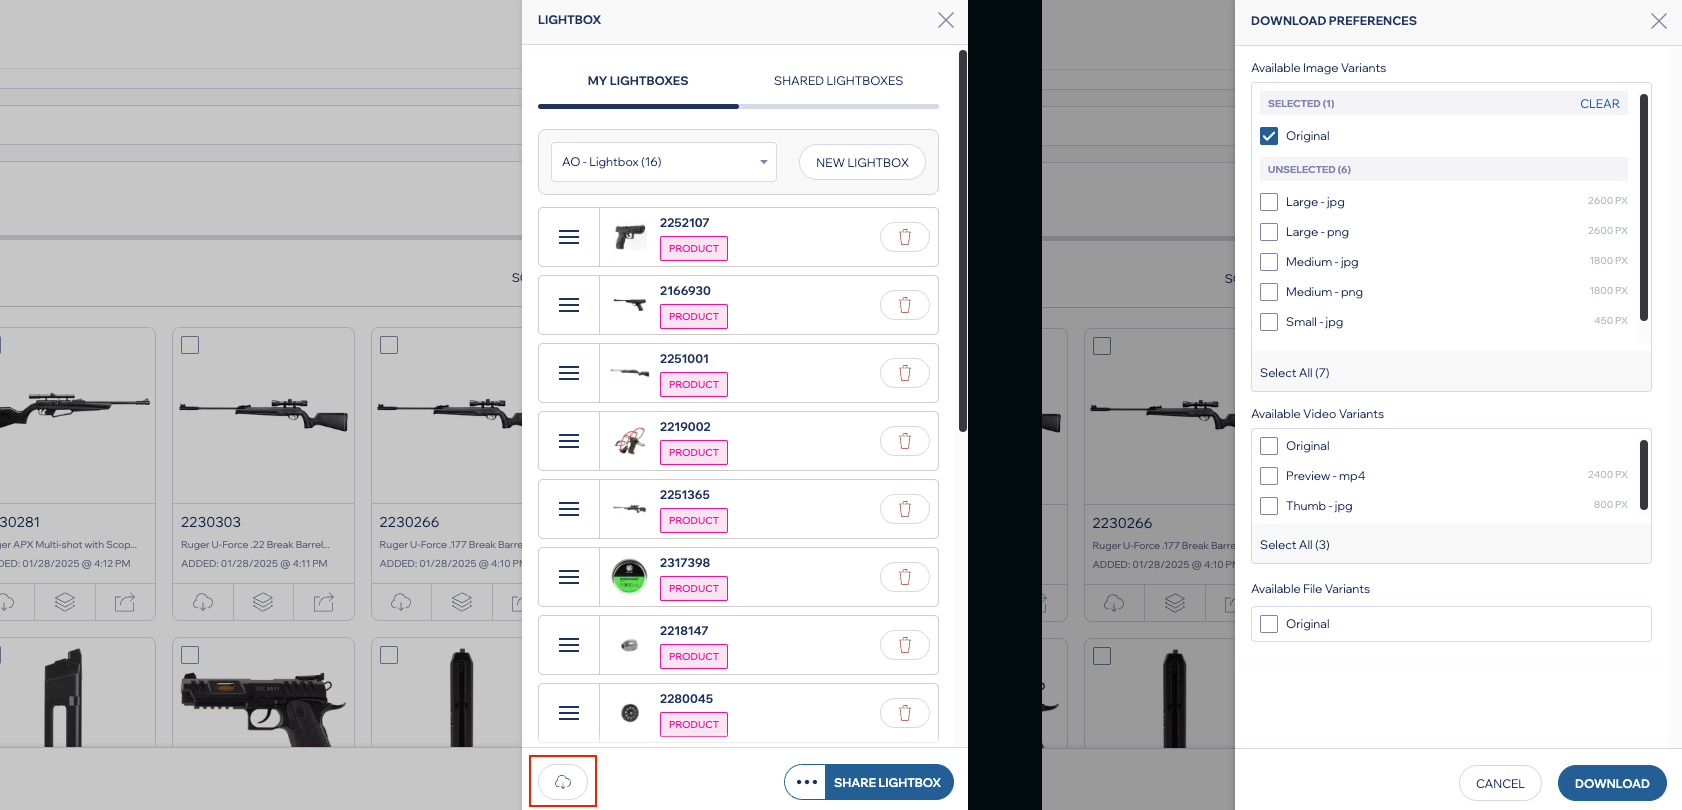 LIGHTBOX
MY LIGHTBOXES
SHARED LIGHTBOXES
AO - Lightbox (16)
NEW LIGHTBOX
2252107
PRODUCT
2166930
PRODUCT
2251001
PRODUCT
2219002
PRODUCT
2251365
PRODUCT
2317398
PRODUCT
2218147
PRODUCT
2280045
PRODUCT
SHARE LIGHTBOX
30281
ger APX Multi-shot with Scop...
DED: 01/28/2025 @ 4:12 PM
2230303
Ruger U-Force .22 Break Barrel...
ADDED: 01/28/2025 @ 4:11 PM
2230266
Ruger U-Force .177 Break Barre
ADDED: 01/28/2025 @ 4:10 PM
2230266
Ruger U-Force .177 Break Barre
ADDED: 01/28/2025 @ 4:10 PM
DOWNLOAD PREFERENCES
Available Image Variants
SELECTED (1)
CLEAR
Original
UNSELECTED (6)
Large - jpg
2600 PX
Large - png
2600 PX
Medium - jpg
1800 PX
Medium - png
1800 PX
Small - jpg
450 PX
Select All (7)
Available Video Variants
Original
Preview - mp4
2400 PX
Thumb - jpg
800 PX
Select All (3)
Available File Variants
Original
CANCEL
DOWNLOAD